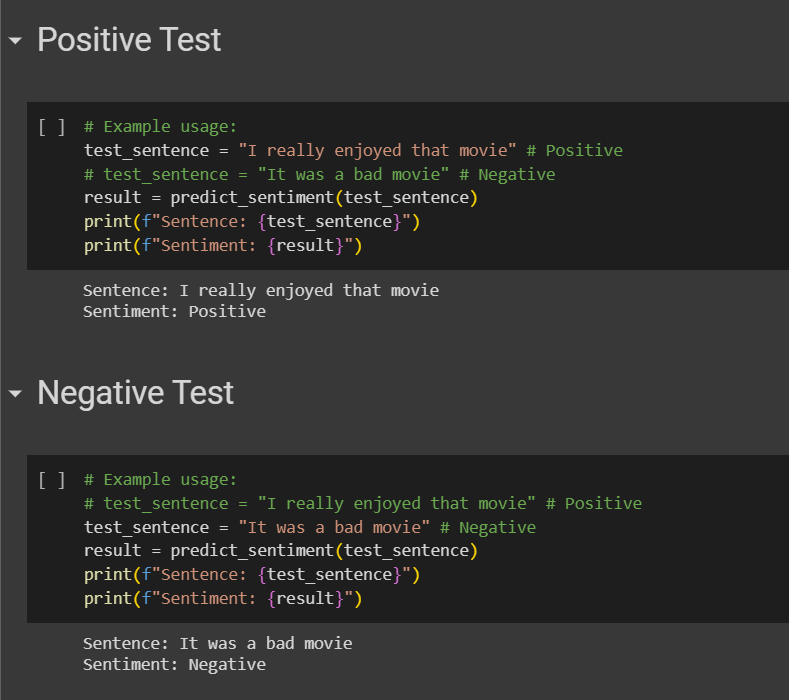 Positive Test
[ ] # Example usage:
test_sentence = "I really enjoyed that movie" # Positive
# test_sentence = "It was a bad movie" # Negative
result = predict_sentiment(test_sentence)
print(f"Sentence: {test_sentence}")
print(f"Sentiment: {result}")
Sentence: I really enjoyed that movie
Sentiment: Positive
Negative Test
[ ] # Example usage:
# test_sentence = "I really enjoyed that movie" # Positive
test_sentence = "It was a bad movie" # Negative
result = predict_sentiment(test_sentence)
print(f"Sentence: {test_sentence}")
print(f"Sentiment: {result}")
Sentence: It was a bad movie
Sentiment: Negative